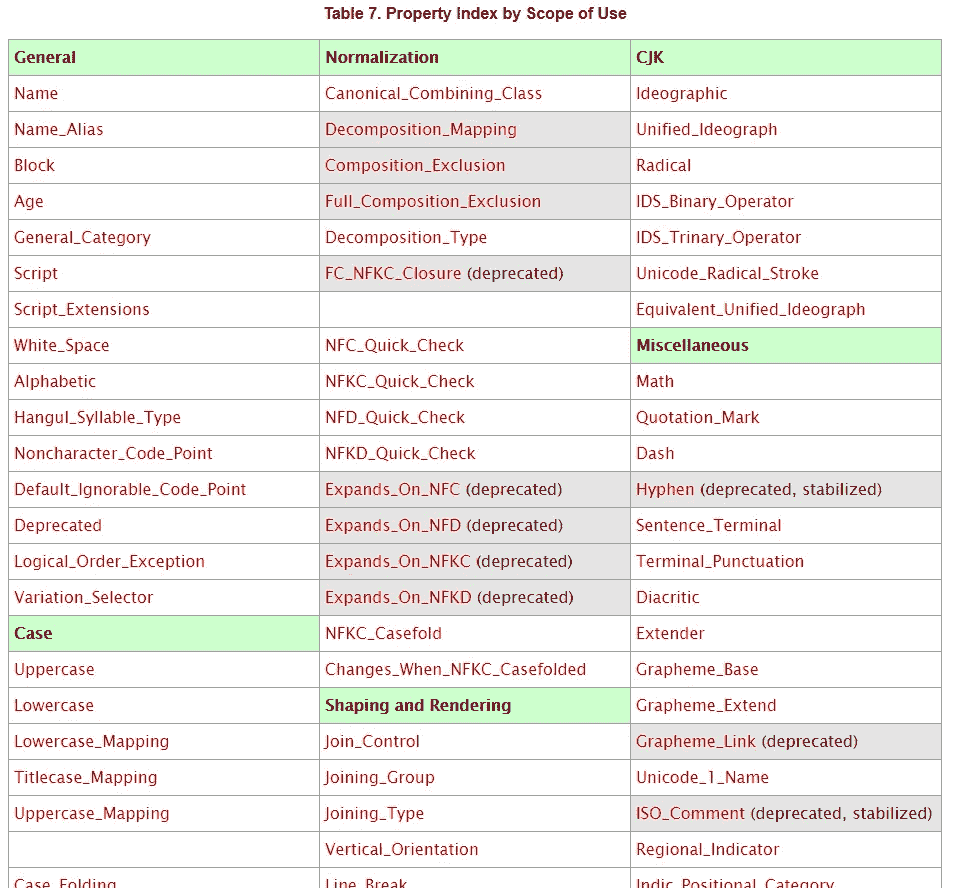 Table 7. Property Index by Scope of Use
General Normalization CJK
Name Canonical_Combining_Class Ideographic
Name_Alias Decomposition_Mapping Unified_Ideograph
Block Composition_Exclusion Radical
Age Full_Composition_Exclusion IDS_Binary_Operator
General_Category Decomposition_Type IDS_Trinary_Operator
Script FC_NFKC_Closure (deprecated) Unicode_Radical_Stroke
Script_Extensions Equivalent_Unified_Ideograph
White_Space NFC_Quick_Check Miscellaneous
Alphabetic NFKC_Quick_Check Math
Hangul_Syllable_Type NFD_Quick_Check Quotation_Mark
Noncharacter_Code_Point NFKD_Quick_Check Dash
Default_Ignorable_Code_Point Expands_On_NFC (deprecated) Hyphen (deprecated, stabilized)
Deprecated Expands_On_NFD (deprecated) Sentence_Terminal
Logical_Order_Exception Expands_On_NFKC (deprecated) Terminal_Punctuation
Variation_Selector Expands_On_NFKD (deprecated) Diacritic
Case NFKC_Casefold Extender
Uppercase Changes_When_NFKC_Casefolded Grapheme_Base
Lowercase Shaping and Rendering Grapheme_Extend
Lowercase_Mapping Join_Control Grapheme_Link (deprecated)
Titlecase_Mapping Joining_Group Unicode_1_Name
Uppercase_Mapping Joining_Type ISO_Comment (deprecated, stabilized)
Vertical_Orientation Regional_Indicator
Case_Folding Line_Break Indic_Positional_Category